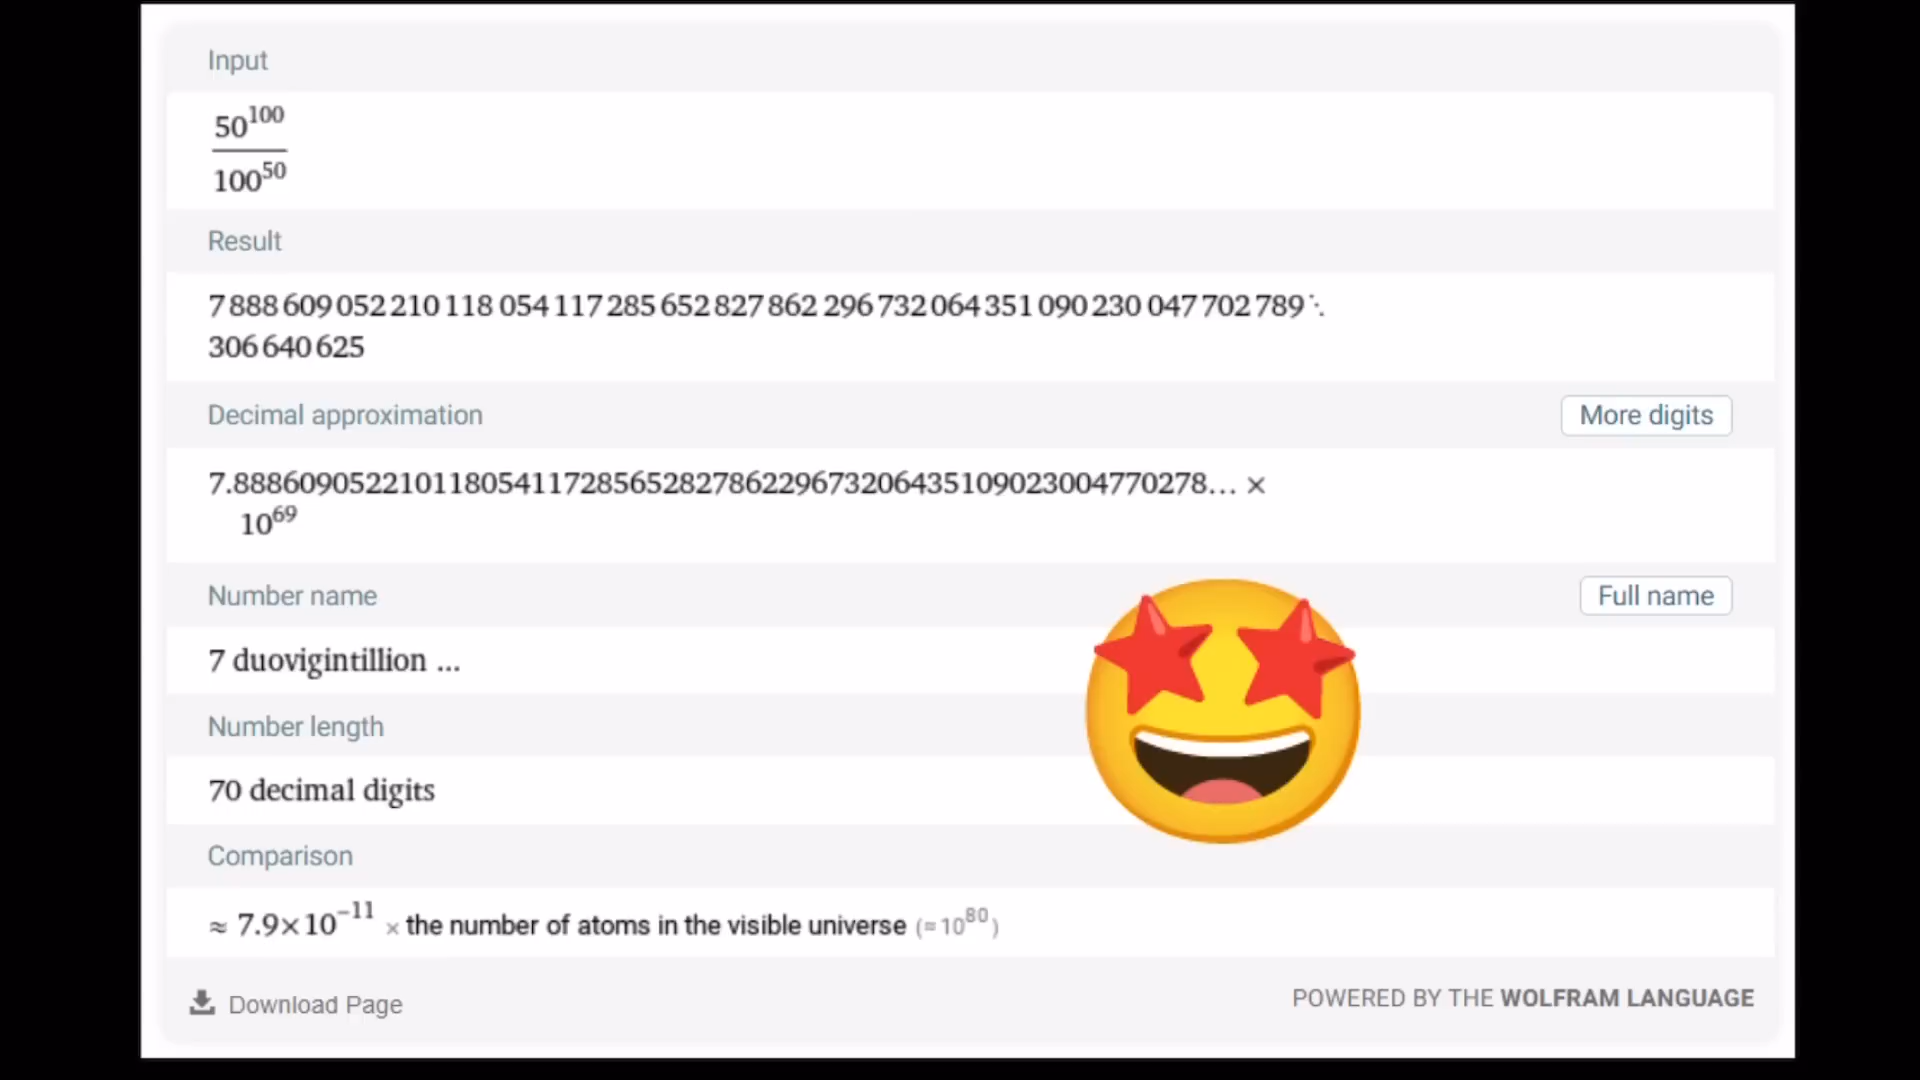 Input
50^100
100^50
Result
7 888 609 052 210 118 054 117 285 652 827 862 296 732 064 351 090 230 047 702 789 ⋱
306 640 625
Decimal approximation
More digits
7.88860905221011805411728565282786229673206435109023004770278... ×
10^69
Number name
Full name
7 duovigintillion ...
Number length
70 decimal digits
Comparison
≈ 7.9×10^−11 × the number of atoms in the visible universe (≈10^80)
Download Page
POWERED BY THE WOLFRAM LANGUAGE